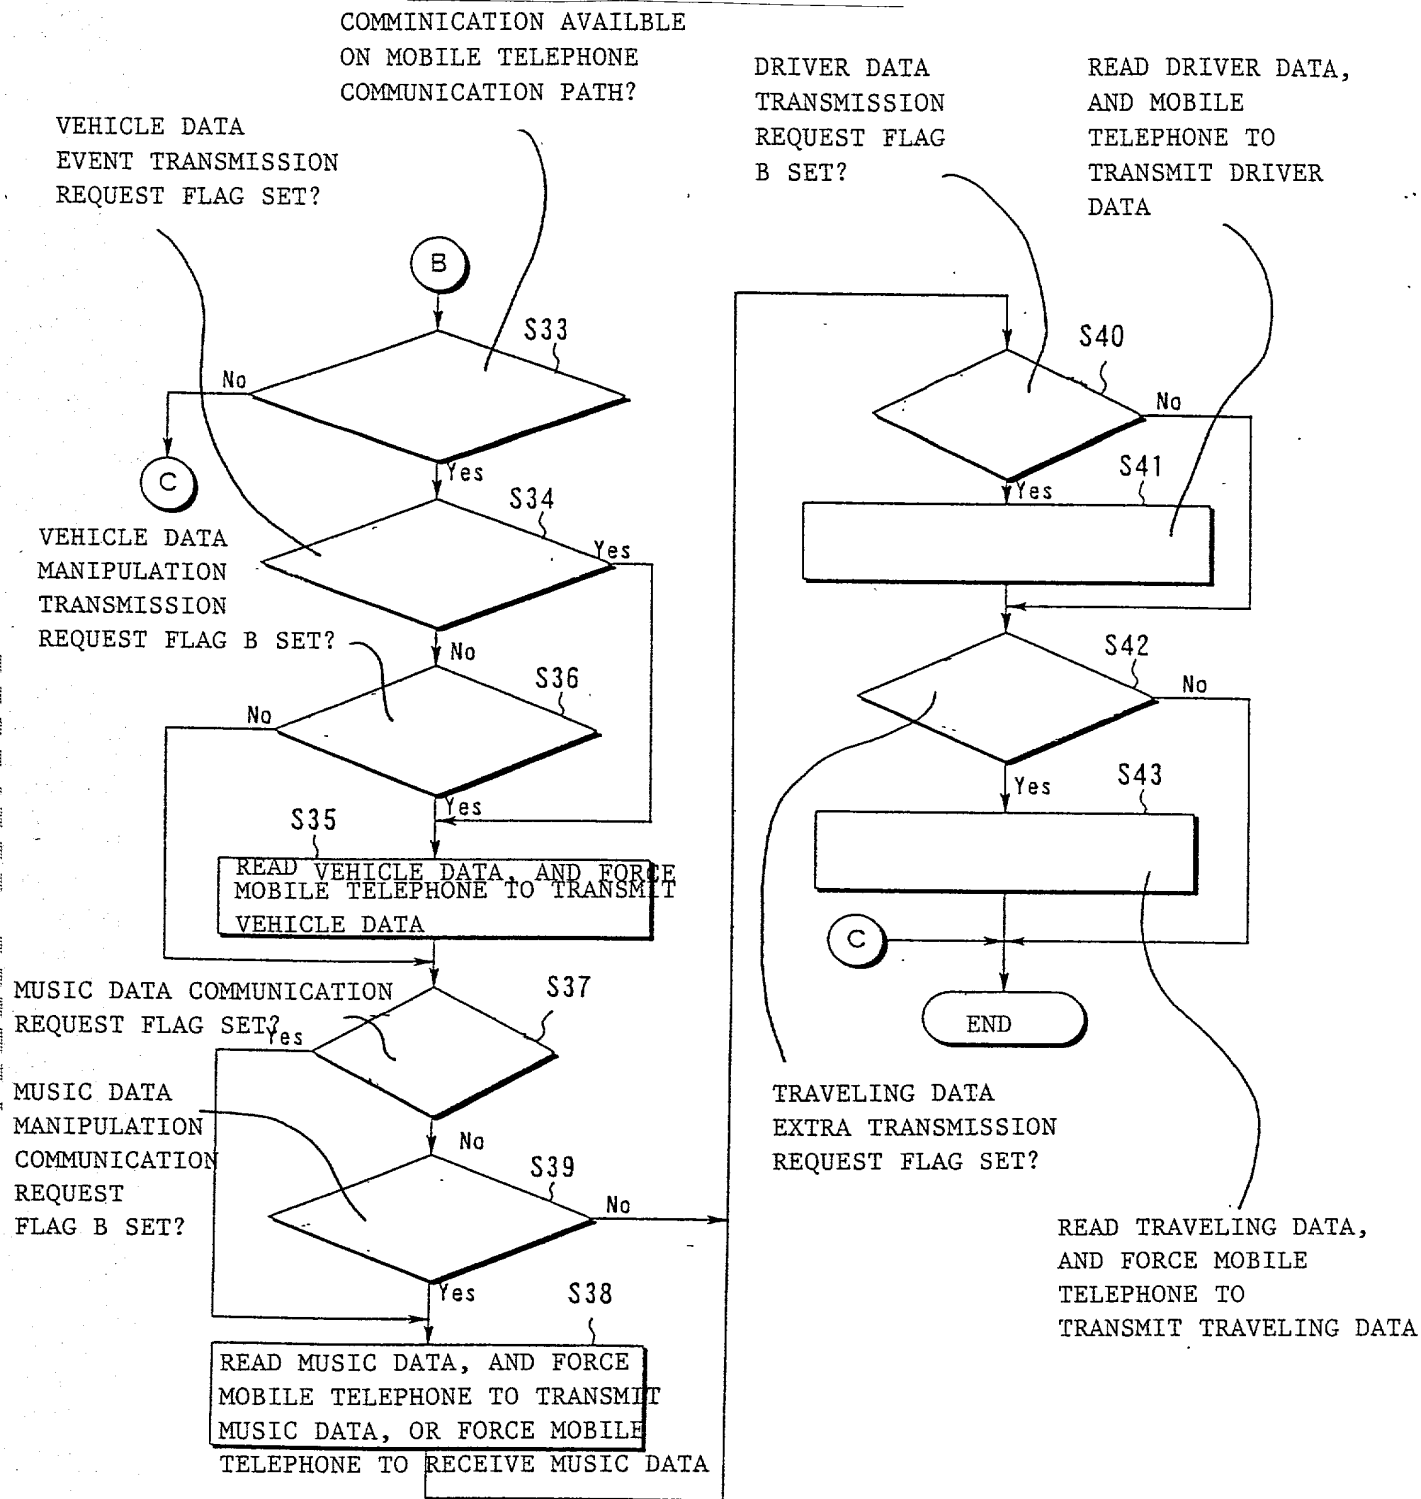 COMMINICATION AVAILBLE
ON MOBILE TELEPHONE
COMMUNICATION PATH?
VEHICLE DATA
EVENT TRANSMISSION
REQUEST FLAG SET?
B
S33
No
C
Yes
S34
Yes
VEHICLE DATA
MANIPULATION
TRANSMISSION
REQUEST FLAG B SET?
No
S36
No
Yes
S35
READ VEHICLE DATA, AND FORCE
MOBILE TELEPHONE TO TRANSMIT
VEHICLE DATA
MUSIC DATA COMMUNICATION
REQUEST FLAG SET?
S37
Yes
MUSIC DATA
MANIPULATION
COMMUNICATION
REQUEST
FLAG B SET?
No
S39
No
Yes
S38
READ MUSIC DATA, AND FORCE
MOBILE TELEPHONE TO TRANSMIT
MUSIC DATA, OR FORCE MOBILE
TELEPHONE TO RECEIVE MUSIC DATA
DRIVER DATA
TRANSMISSION
REQUEST FLAG
B SET?
READ DRIVER DATA,
AND MOBILE
TELEPHONE TO
TRANSMIT DRIVER
DATA
S40
No
S41
Yes
S42
No
Yes
S43
C
END
TRAVELING DATA
EXTRA TRANSMISSION
REQUEST FLAG SET?
READ TRAVELING DATA,
AND FORCE MOBILE
TELEPHONE TO
TRANSMIT TRAVELING DATA